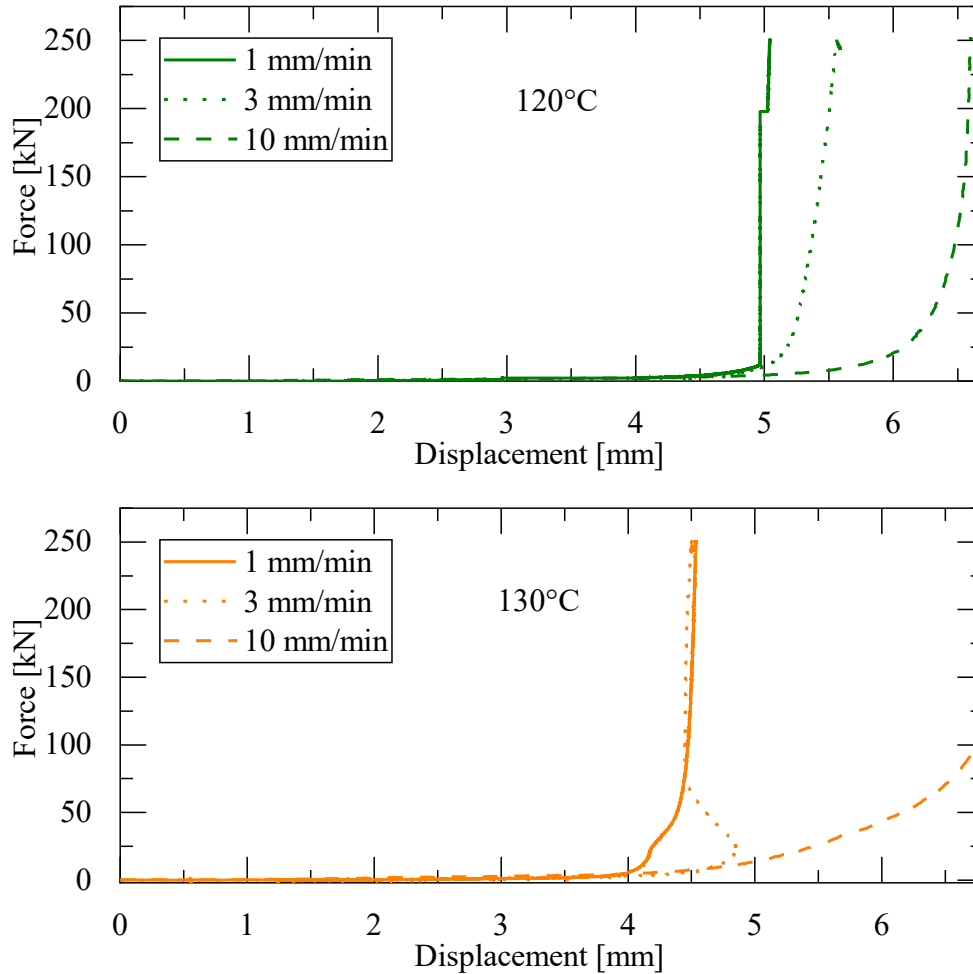 250
200
150
100
50
0
Force [kN]
1 mm/min
3 mm/min
10 mm/min
120°C
0 1 2 3 4 5 6
Displacement [mm]
250
200
150
100
50
0
Force [kN]
1 mm/min
3 mm/min
10 mm/min
130°C
0 1 2 3 4 5 6
Displacement [mm]